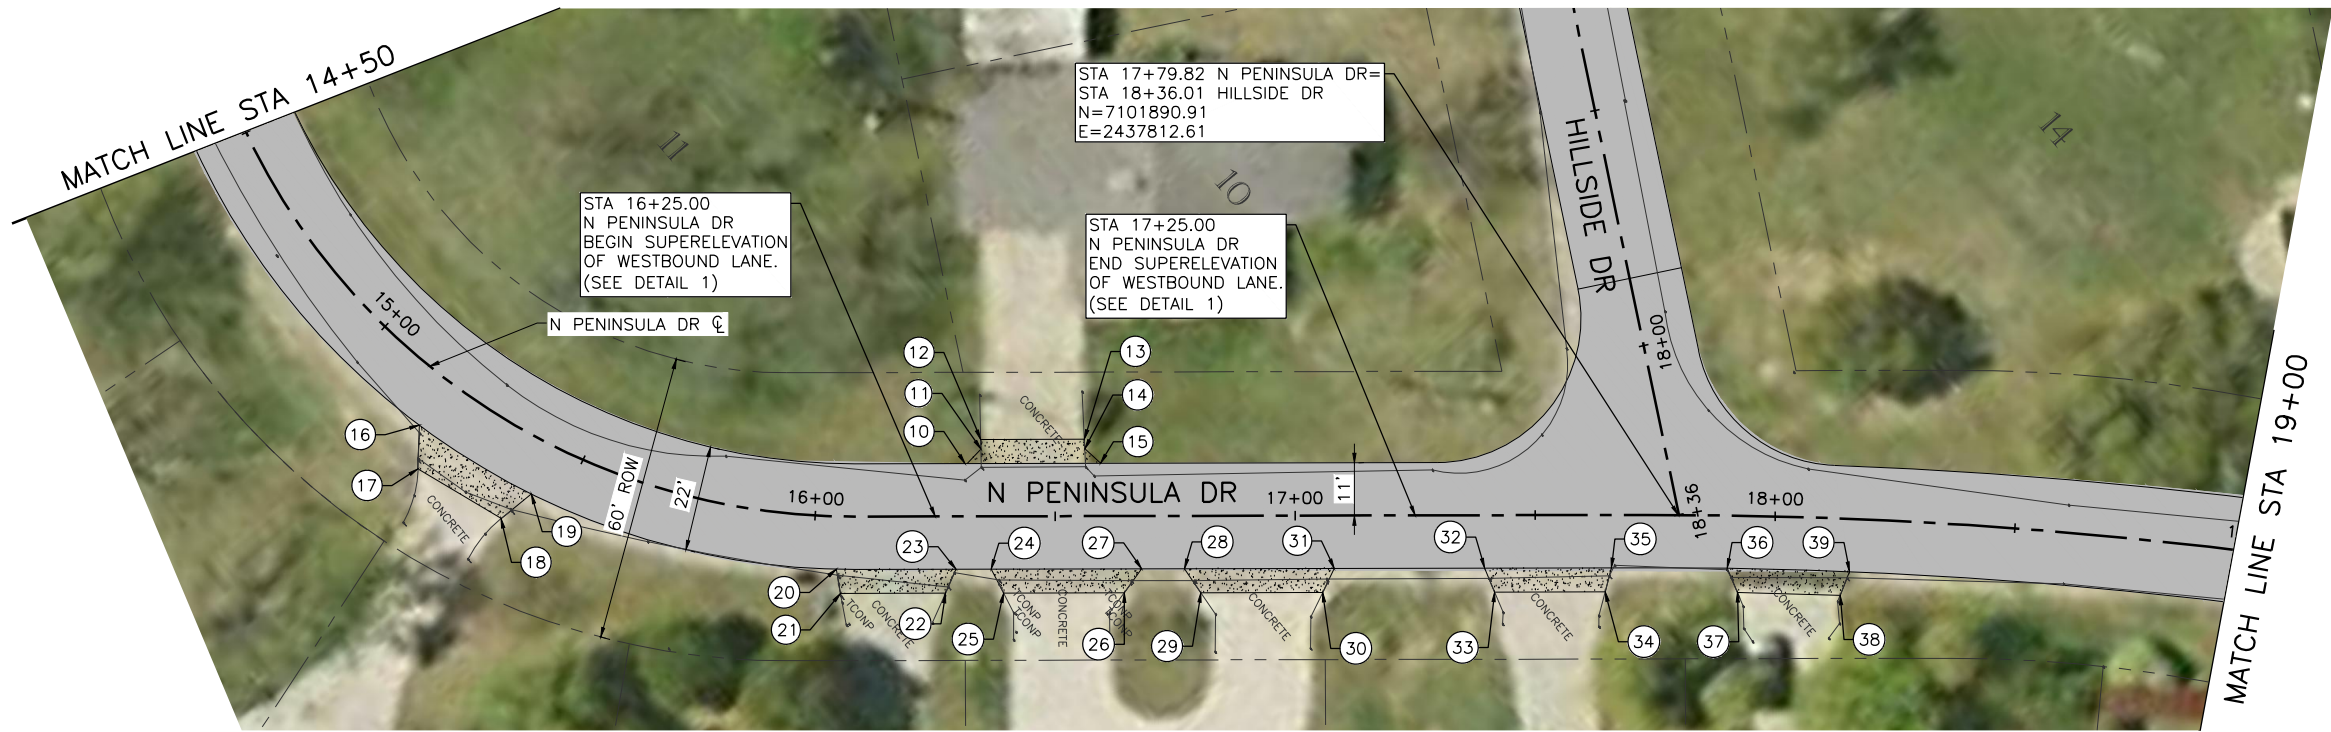 MATCH LINE STA 14+50
11
10
14
STA 17+79.82 N PENINSULA DR=
STA 18+36.01 HILLSIDE DR
N=7101890.91
E=2437812.61
HILLSIDE DR
STA 16+25.00
N PENINSULA DR
BEGIN SUPERELEVATION
OF WESTBOUND LANE.
(SEE DETAIL 1)
STA 17+25.00
N PENINSULA DR
END SUPERELEVATION
OF WESTBOUND LANE.
(SEE DETAIL 1)
15+00
N PENINSULA DR ℄
18+00
12
13
11
14
10
15
CONCRETE
16
17
CONCRETE
18
19
60' ROW
22'
16+00
N PENINSULA DR
17+00
11'
18+36
18+00
1
MATCH LINE STA 19+00
20
21
23
22
TCONP
CONCRETE
24
27
25
26
TCONP
TCONP
CONCRETE
TCONP
TCONP
28
31
29
30
CONCRETE
32
35
33
34
CONCRETE
36
39
37
38
CONCRETE